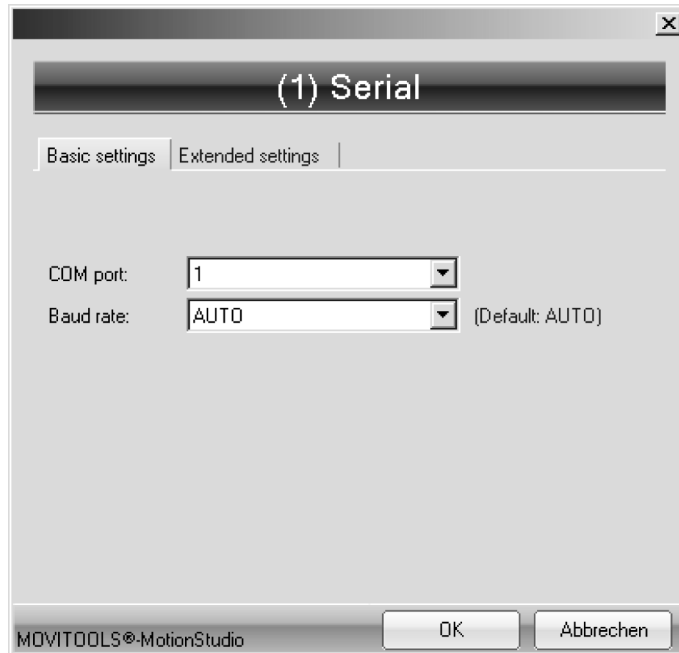 (1) Serial
Basic settings Extended settings
COM port: 1
Baud rate: AUTO (Default: AUTO)
MOVITOOLS®-MotionStudio OK Abbrechen